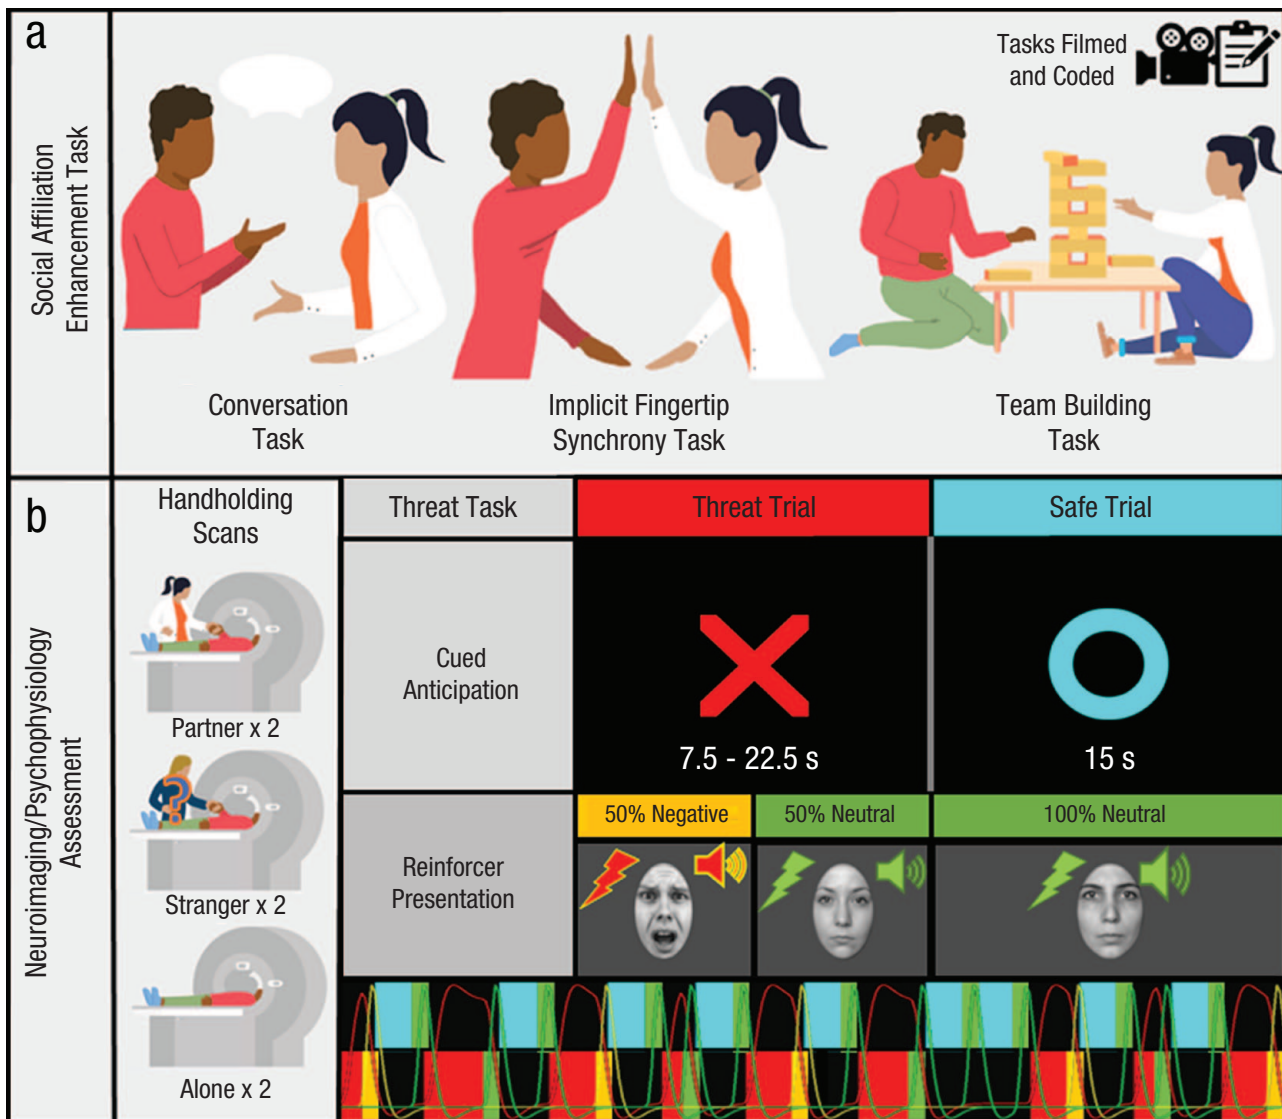 a
Social Affiliation
Enhancement Task
Tasks Filmed
and Coded
Conversation
Task
Implicit Fingertip
Synchrony Task
Team Building
Task
b
Neuroimaging/Psychophysiology
Assessment
Handholding
Scans
Partner x 2
?
Stranger x 2
Alone x 2
Threat Task
Threat Trial
Safe Trial
Cued
Anticipation
7.5 - 22.5 s
15 s
Reinforcer
Presentation
50% Negative
50% Neutral
100% Neutral